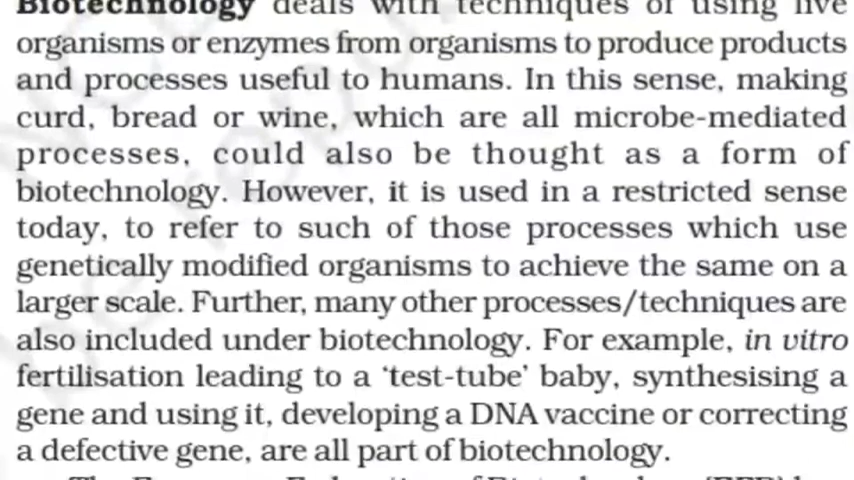 Biotechnology deals with techniques of using live
organisms or enzymes from organisms to produce products
and processes useful to humans. In this sense, making
curd, bread or wine, which are all microbe-mediated
processes, could also be thought as a form of
biotechnology. However, it is used in a restricted sense
today, to refer to such of those processes which use
genetically modified organisms to achieve the same on a
larger scale. Further, many other processes/techniques are
also included under biotechnology. For example, in vitro
fertilisation leading to a ‘test-tube’ baby, synthesising a
gene and using it, developing a DNA vaccine or correcting
a defective gene, are all part of biotechnology.